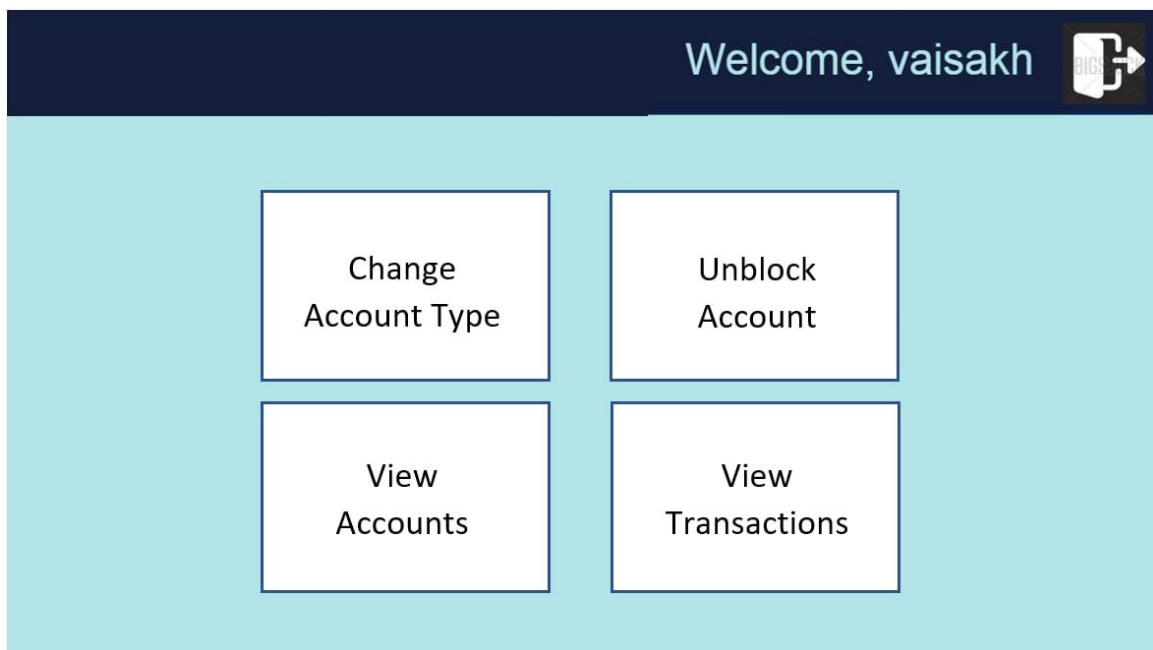 Welcome, vaisakh
Change
Account Type
Unblock
Account
View
Accounts
View
Transactions